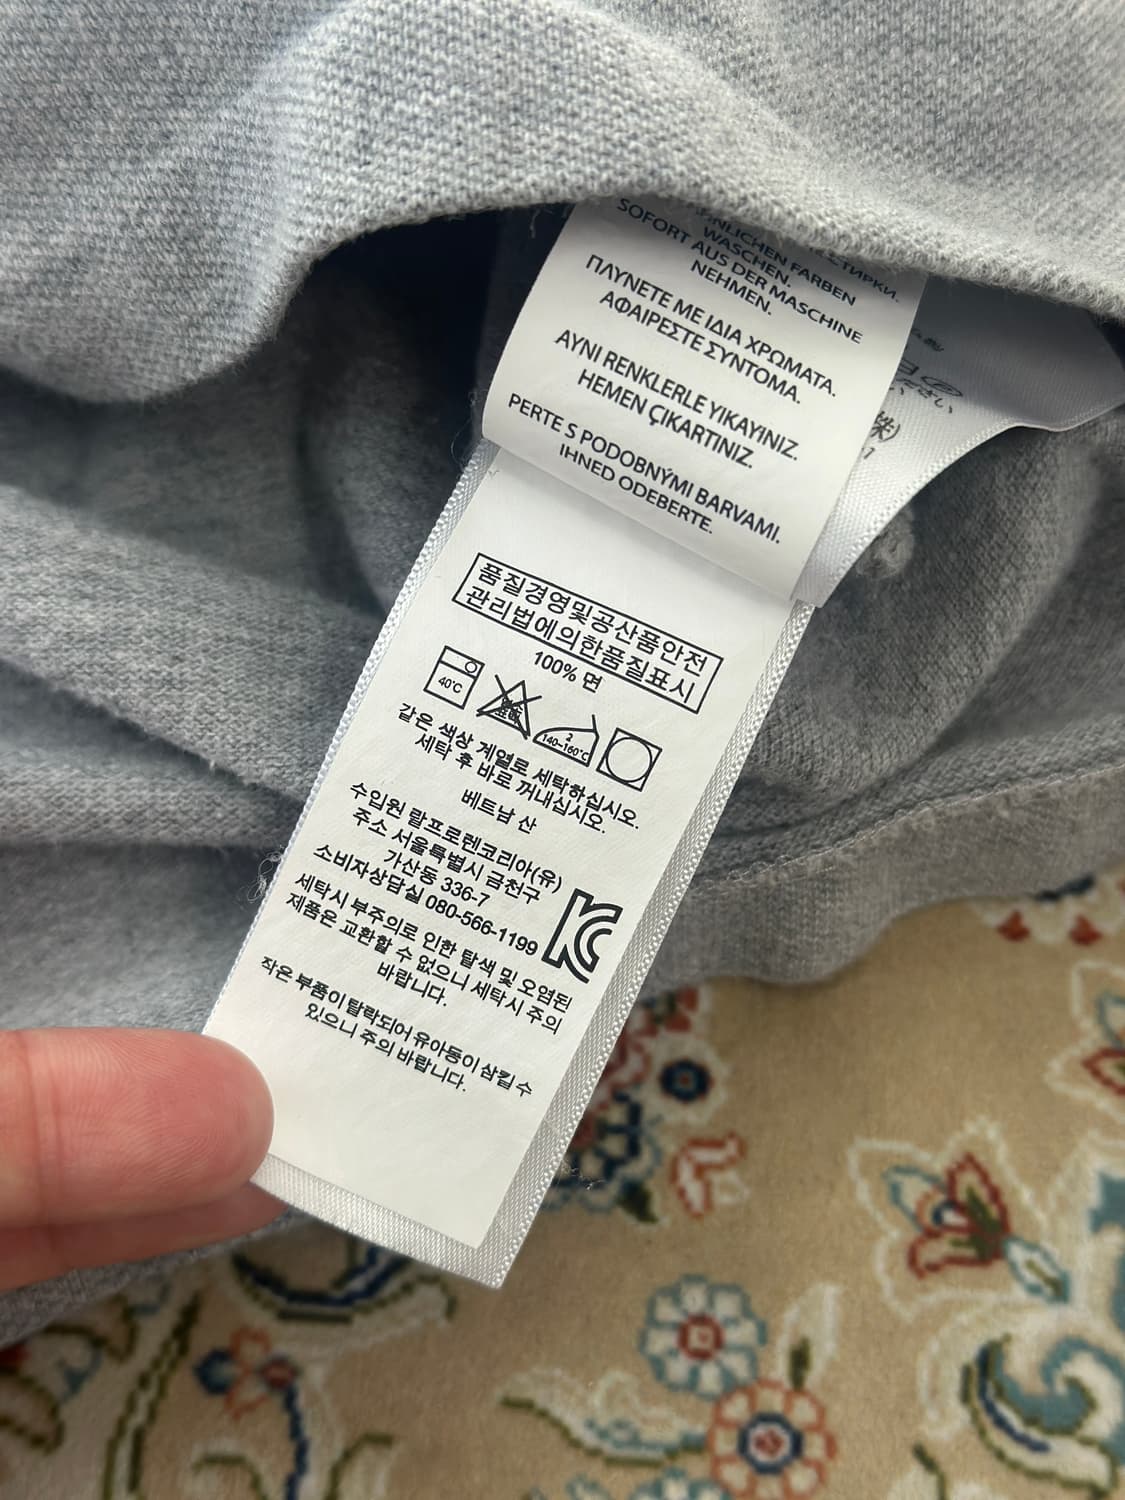 WASCHEN.
SOFORT AUS DER MASCHINE
NEHMEN.
ΠΛΥΝΕΤΕ ΜΕ ΙΔΙΑ ΧΡΩΜΑΤΑ.
ΑΦΑΙΡΕΣΤΕ ΣΥΝΤΟΜΑ.
AYNI RENKLERLE YIKAYINIZ.
HEMEN ÇIKARTINIZ.
PERTE S PODOBNÝMI BARVAMI.
IHNED ODEBERTE.
품질경영및공산품안전
관리법에의한품질표시
100% 면
40°C
2
140-160°C
같은 색상 계열로 세탁하십시오.
세탁 후 바로 꺼내십시오.
베트남 산
수입원 랄프로렌코리아(유)
주소 서울특별시 금천구
가산동 336-7
소비자상담실 080-566-1199
세탁시 부주의로 인한 탈색 및 오염된
제품은 교환할 수 없으니 세탁시 주의
바랍니다.
작은 부품이 탈락되어 유아동이 삼킬 수
있으니 주의 바랍니다.